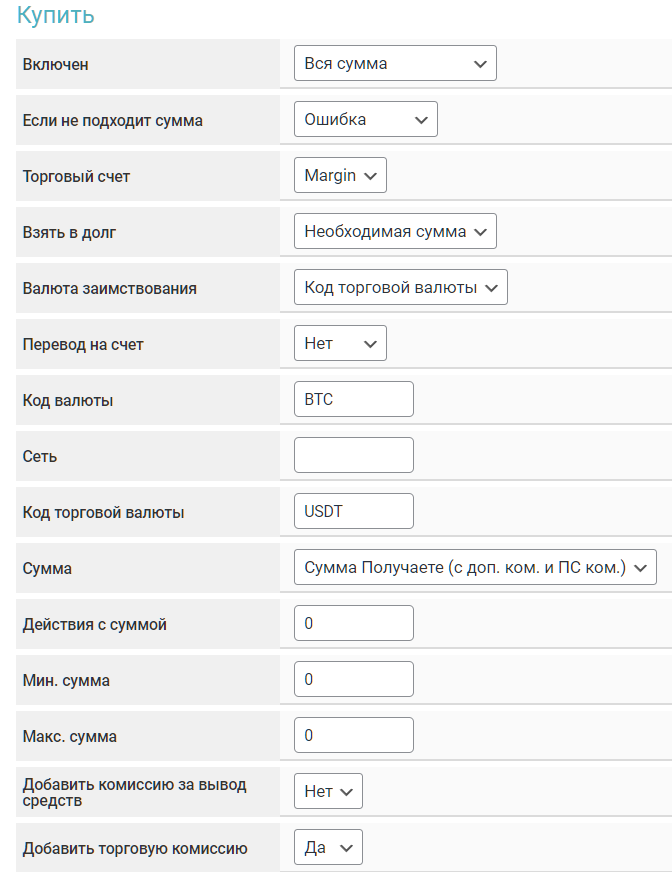 Купить
Включен
Вся сумма
Если не подходит сумма
Ошибка
Торговый счет
Margin
Взять в долг
Необходимая сумма
Валюта заимствования
Код торговой валюты
Перевод на счет
Нет
Код валюты
BTC
Сеть
Код торговой валюты
USDT
Сумма
Сумма Получаете (с доп. ком. и ПС ком.)
Действия с суммой
0
Мин. сумма
0
Макс. сумма
0
Добавить комиссию за вывод
средств
Нет
Добавить торговую комиссию
Да